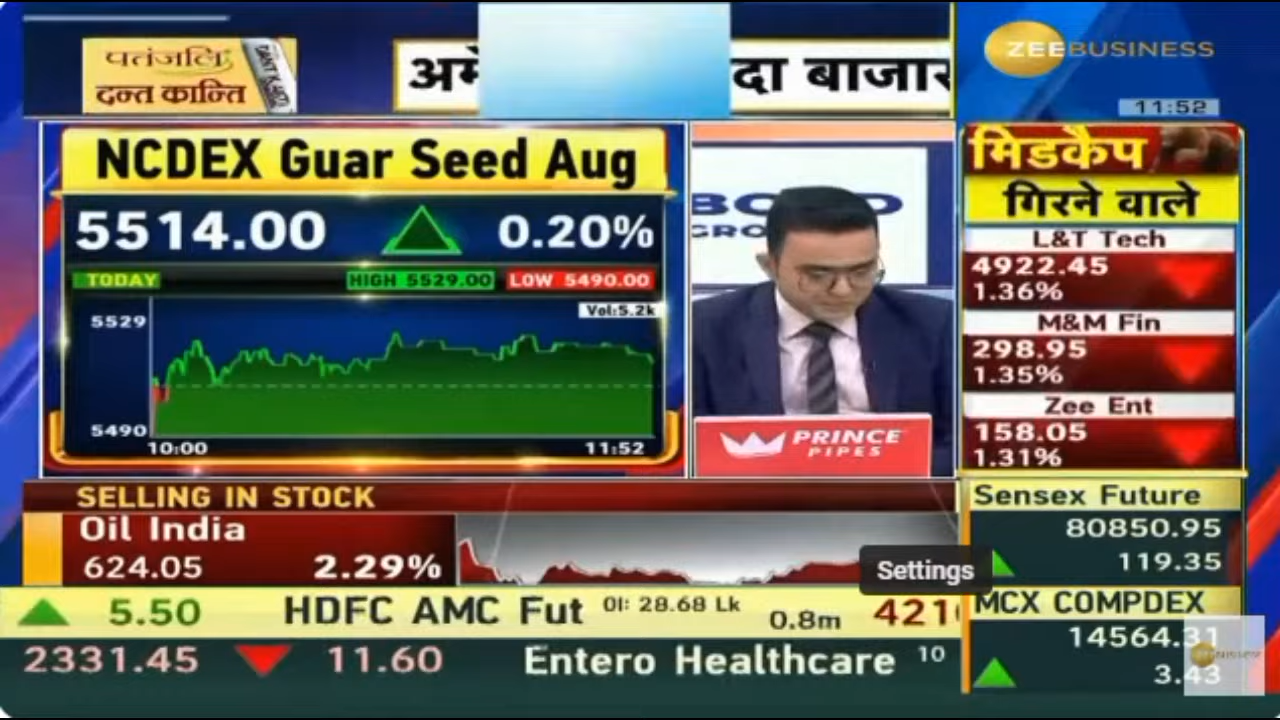 पतंजलि
दन्त कान्ति
DANT KANTI
दा बाजार
ZEEBUSINESS
11:52
NCDEX Guar Seed Aug
5514.00 0.20%
TODAY HIGH 5529.00 LOW 5490.00
Vol:5.2k
5529
5490
10:00 11:52
PRINCE
PIPES
मिडकैप
गिरने वाले
L&T Tech
4922.45
1.36%
M&M Fin
298.95
1.35%
Zee Ent
158.05
1.31%
SELLING IN STOCK
Oil India
624.05 2.29%
Settings
Sensex Future
80850.95
119.35
MCX COMPDEX
14564.31
3.43
5.50 HDFC AMC Fut OI: 28.68 Lk 0.8m 421
2331.45 11.60 Entero Healthcare 10